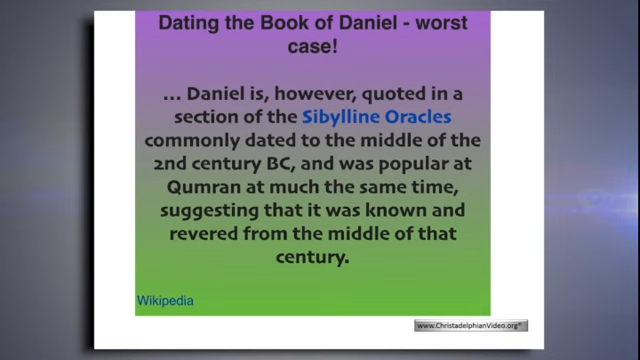 Dating the Book of Daniel - worst
case!
... Daniel is, however, quoted in a
section of the Sibylline Oracles
commonly dated to the middle of the
2nd century BC, and was popular at
Qumran at much the same time,
suggesting that it was known and
revered from the middle of that
century.
Wikipedia
www.ChristadelphianVideo.org®